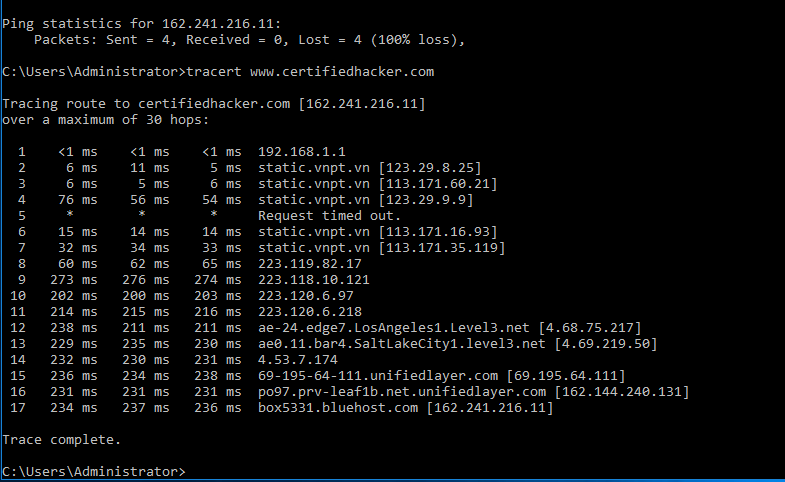 Ping statistics for 162.241.216.11:
    Packets: Sent = 4, Received = 0, Lost = 4 (100% loss),
C:\Users\Administrator>tracert www.certifiedhacker.com
Tracing route to certifiedhacker.com [162.241.216.11]
over a maximum of 30 hops:
  1    <1 ms    <1 ms    <1 ms  192.168.1.1
  2     6 ms    11 ms     5 ms  static.vnpt.vn [123.29.8.25]
  3     6 ms     5 ms     6 ms  static.vnpt.vn [113.171.60.21]
  4    76 ms    56 ms    54 ms  static.vnpt.vn [123.29.9.9]
  5     *        *        *     Request timed out.
  6    15 ms    14 ms    14 ms  static.vnpt.vn [113.171.16.93]
  7    32 ms    34 ms    33 ms  static.vnpt.vn [113.171.35.119]
  8    60 ms    62 ms    65 ms  223.119.82.17
  9   273 ms   276 ms   274 ms  223.118.10.121
 10   202 ms   200 ms   203 ms  223.120.6.97
 11   214 ms   215 ms   216 ms  223.120.6.218
 12   238 ms   211 ms   211 ms  ae-24.edge7.LosAngeles1.Level3.net [4.68.75.217]
 13   229 ms   235 ms   230 ms  ae0.11.bar4.SaltLakeCity1.level3.net [4.69.219.50]
 14   232 ms   230 ms   231 ms  4.53.7.174
 15   236 ms   234 ms   238 ms  69-195-64-111.unifiedlayer.com [69.195.64.111]
 16   231 ms   231 ms   231 ms  po97.prv-leaf1b.net.unifiedlayer.com [162.144.240.131]
 17   234 ms   237 ms   236 ms  box5331.bluehost.com [162.241.216.11]
Trace complete.
C:\Users\Administrator>